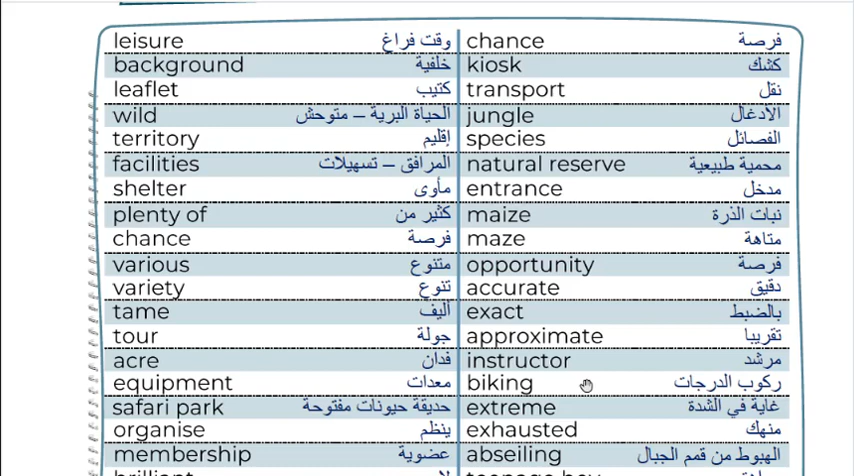 leisure وقت فراغ chance فرصة
background خلفية kiosk كشك
leaflet كتيب transport نقل
wild الحياة البرية – متوحش jungle الأدغال
territory إقليم species الفصائل
facilities المرافق – تسهيلات natural reserve محمية طبيعية
shelter مأوى entrance مدخل
plenty of كثير من maize نبات الذرة
chance فرصة maze متاهة
various متنوع opportunity فرصة
variety تنوع accurate دقيق
tame أليف exact بالضبط
tour جولة approximate تقريبا
acre فدان instructor مرشد
equipment معدات biking ركوب الدرجات
safari park حديقة حيونات مفتوحة extreme غاية في الشدة
organise ينظم exhausted منهك
membership عضوية abseiling الهبوط من قمم الجبال